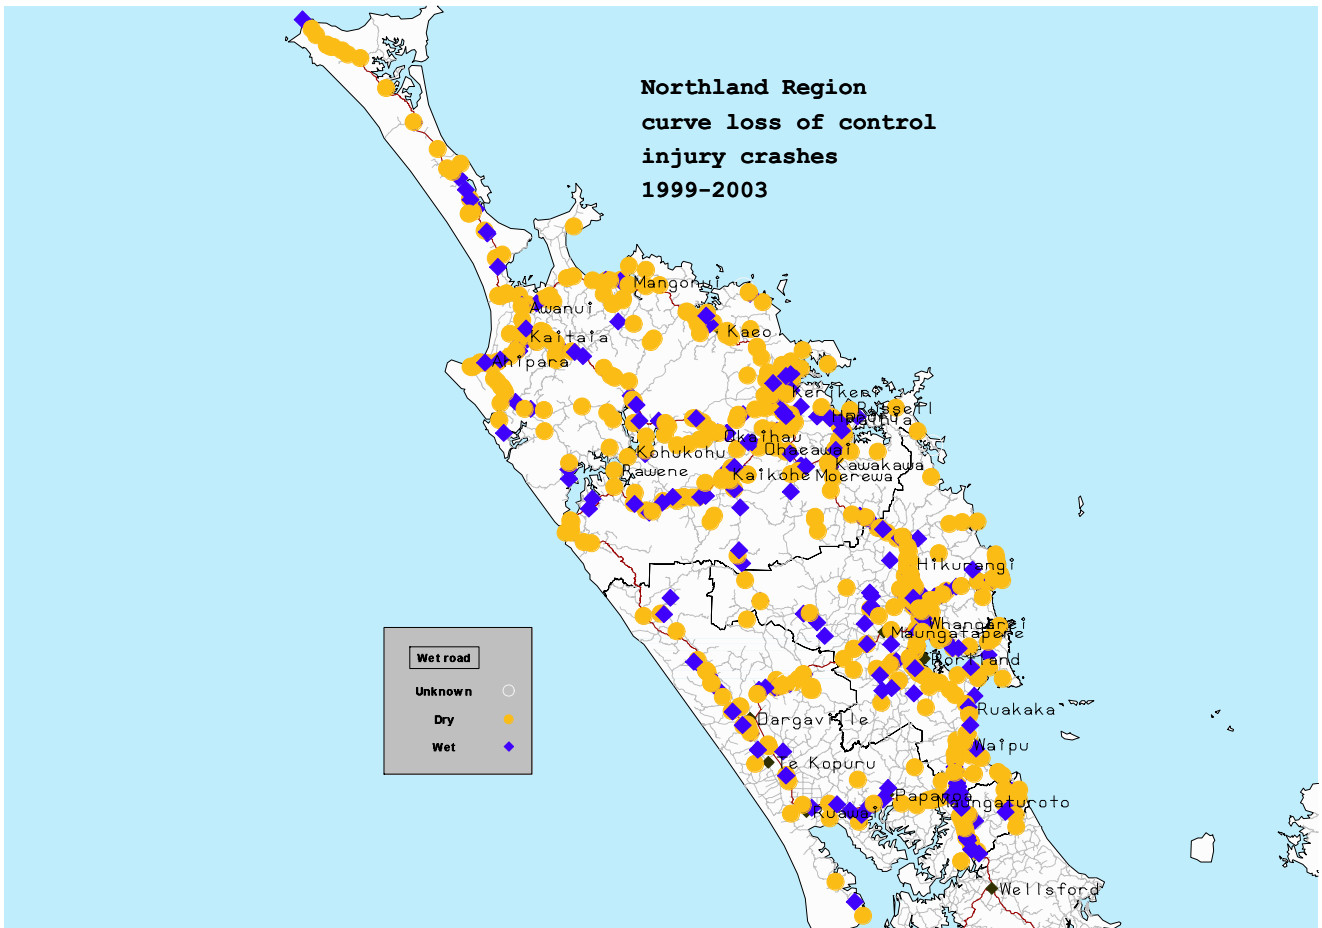 Northland Region
curve loss of control
injury crashes
1999-2003
Mangonui
Awanui
Kaeo
Kaitaia
Ahipara
Kerikeri
Russell
Okaihau
Ohaeawai
Kohukohu
Kawakawa
Rawene
Kaikohe
Moerewa
Hikurangi
Whangarei
Maungatapere
Portland
Wet road
Unknown
Dry
Wet
Ruakaka
Dargaville
Waipu
Te Kopuru
Paparoa
Maungaturoto
Ruawai
Wellsford